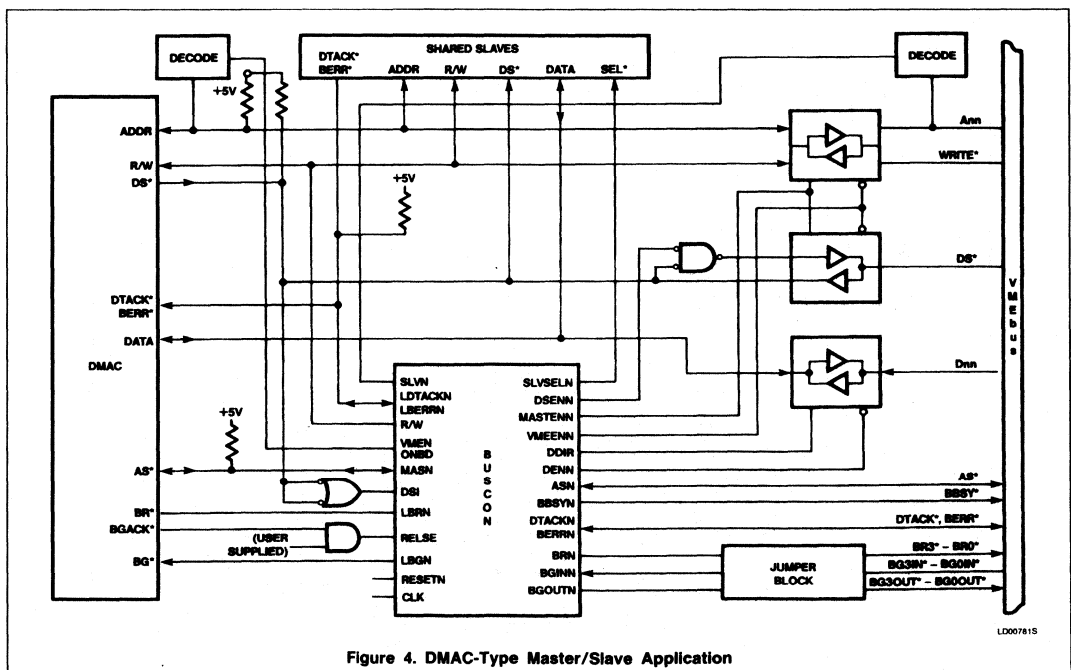 DECODE
SHARED SLAVES
DTACK*
BERR*
ADDR
R/W
DS*
DATA
SEL*
DECODE
+5V
ADDR
R/W
DS*
+5V
DTACK*
BERR*
DATA
DMAC
+5V
AS*
BR*
BGACK*
(USER
SUPPLIED)
BG*
SLVN
LDTACKN
LBERRN
R/W
VMEN
ONBD
MASN
DSI
LBRN
RELSE
LBGN
RESETN
CLK
BUSCON
SLVSELN
DSENN
MASTENN
VMEENN
DDIR
DENN
ASN
BBSYN
DTACKN
BERRN
BRN
BGINN
BGOUTN
JUMPER
BLOCK
Ann
WRITE*
DS*
Dnn
AS*
BBSY*
DTACK*, BERR*
BR3* – BR0*
BG3IN* – BG0IN*
BG3OUT* – BG0OUT*
VMEbus
LD00781S
Figure 4. DMAC-Type Master/Slave Application